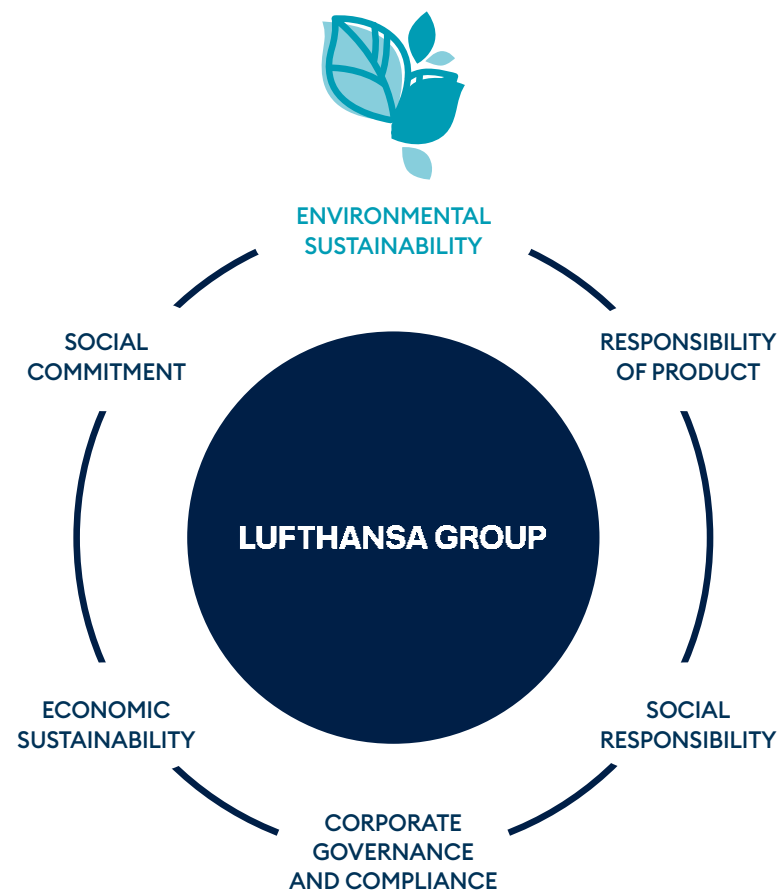 ENVIRONMENTAL
SUSTAINABILITY
SOCIAL
COMMITMENT
RESPONSIBILITY
OF PRODUCT
LUFTHANSA GROUP
ECONOMIC
SUSTAINABILITY
SOCIAL
RESPONSIBILITY
CORPORATE
GOVERNANCE
AND COMPLIANCE